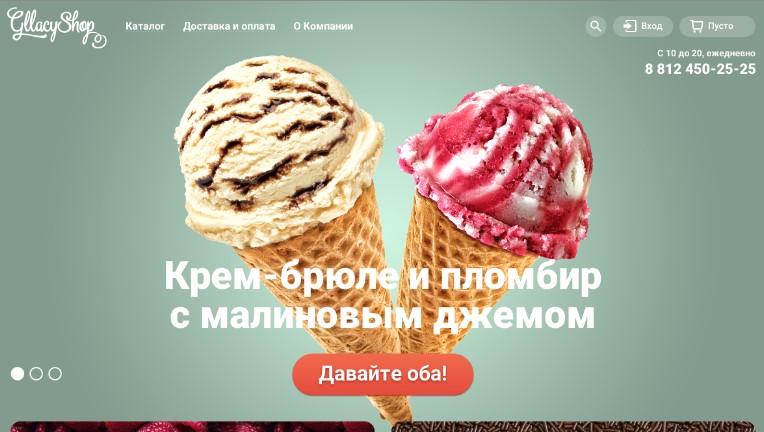 GllacyShop
Каталог Доставка и оплата О Компании
Вход
Пусто
С 10 до 20, ежедневно
8 812 450-25-25
Крем-брюле и пломбир
с малиновым джемом
Давайте оба!